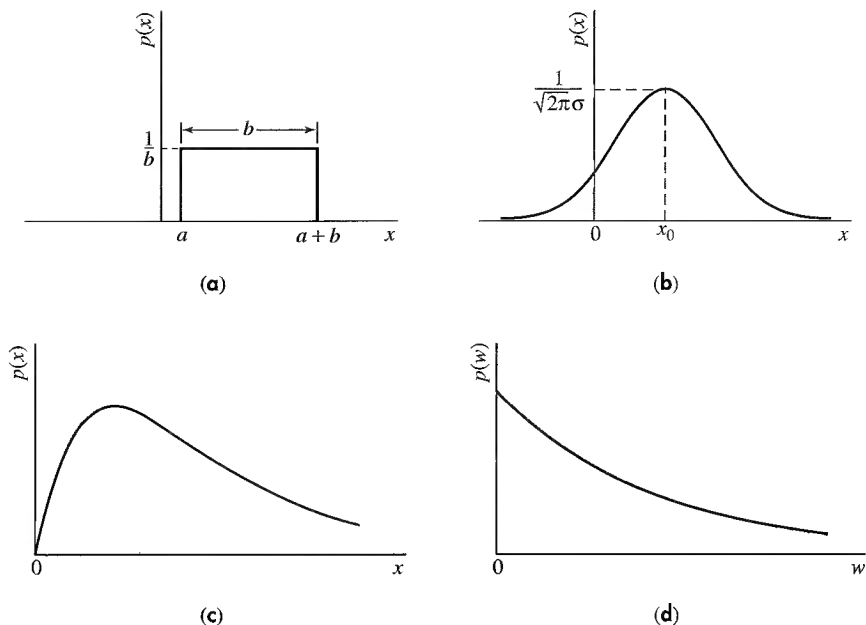 p(x)
b
1/b
a
a + b
x
(a)
p(x)
1/√2πσ
0
x₀
x
(b)
p(x)
0
x
(c)
p(w)
0
w
(d)